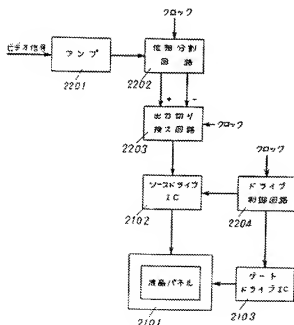 クロック
ビデオ信号
アンプ
2201
位相分割
回路
2202
+
-
出力切り
換え回路
2203
クロック
クロック
ソースドライブ
IC
2102
ドライブ
制御回路
2204
液晶パネル
2101
ゲート
ドライブIC
2103